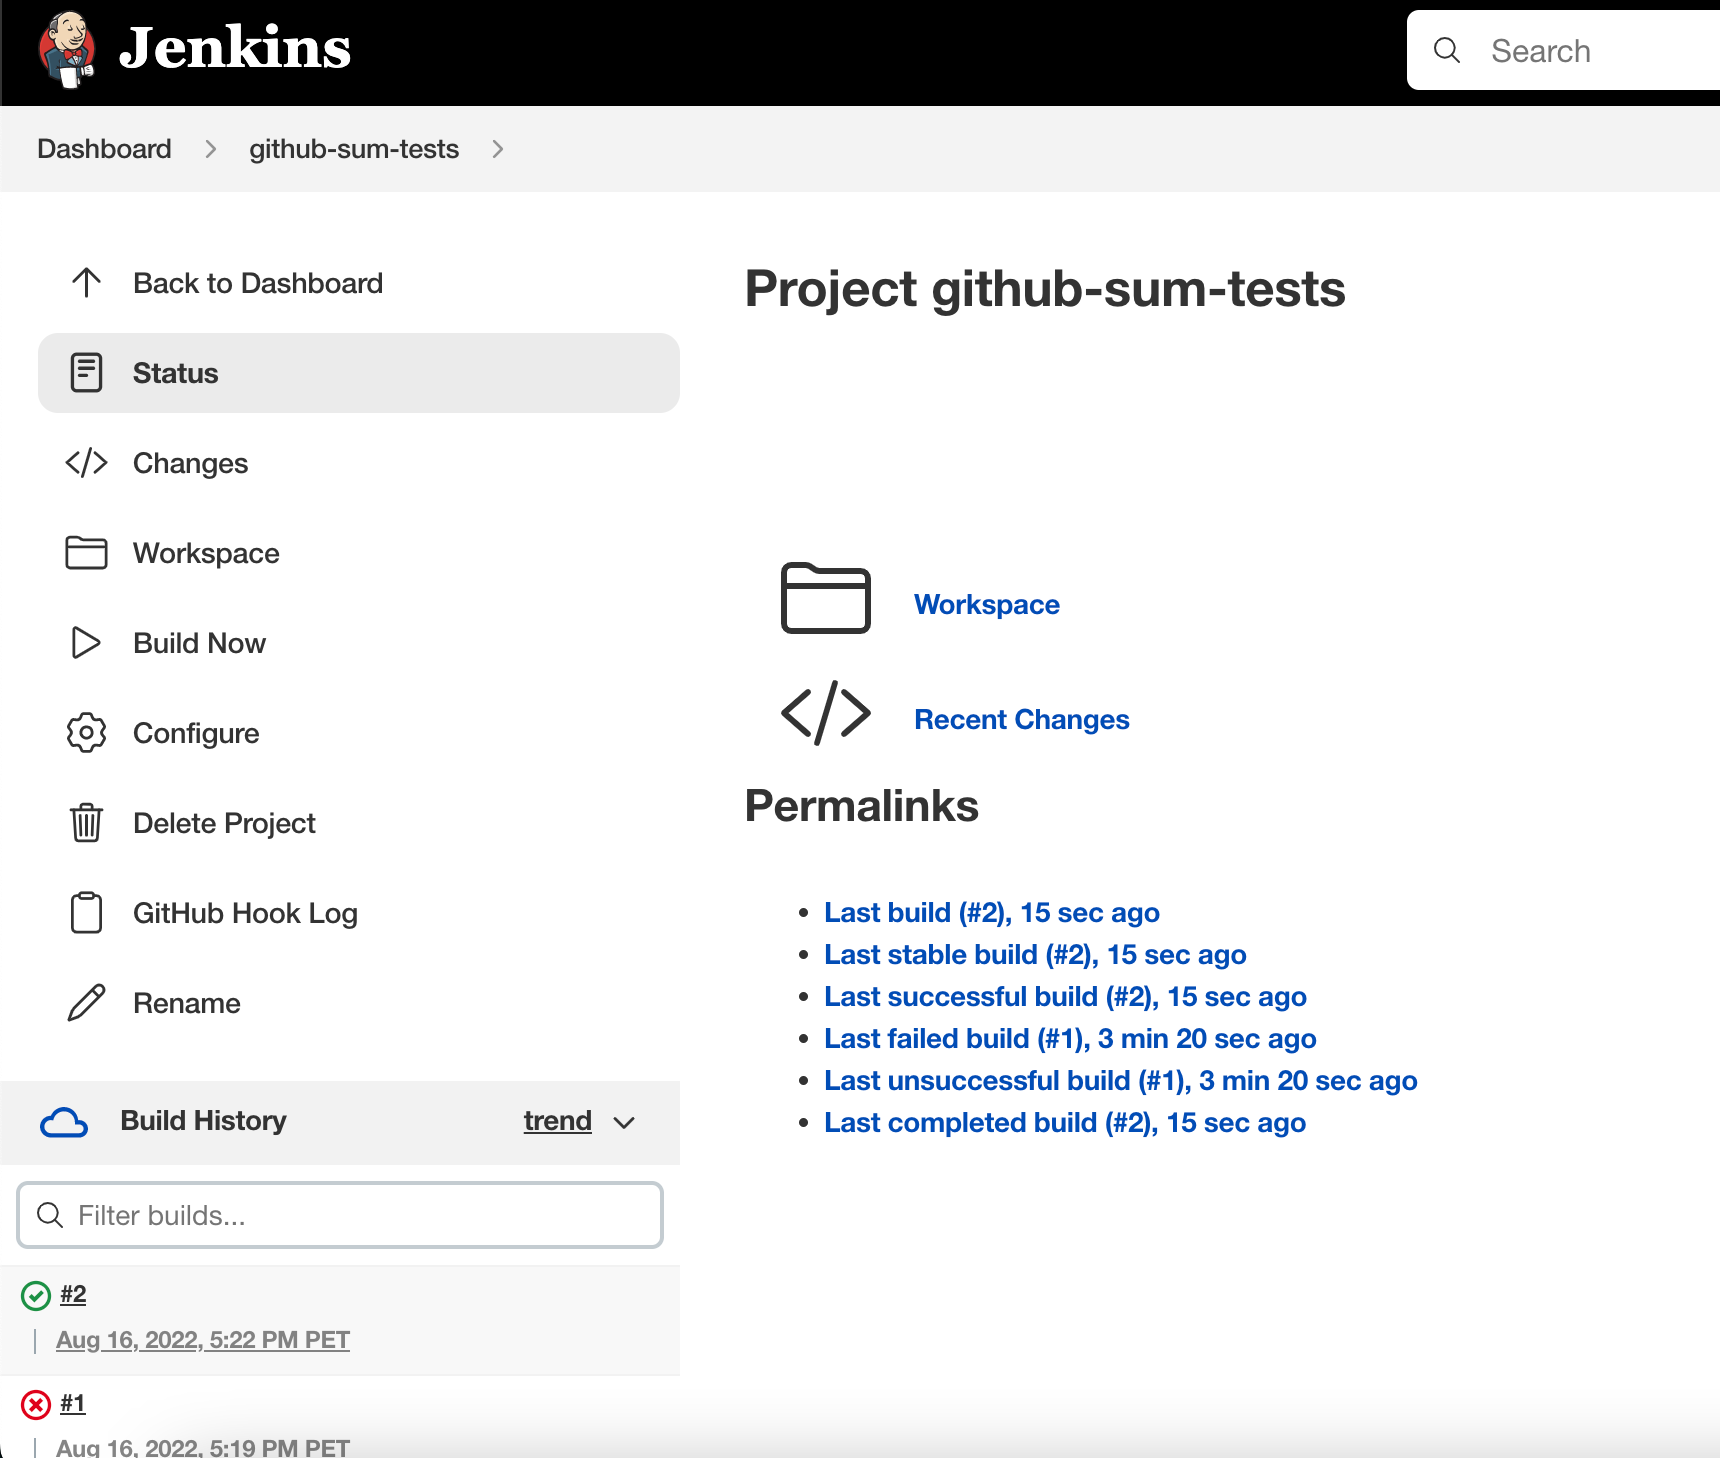 Jenkins
Search
Dashboard
github-sum-tests
Back to Dashboard
Status
Changes
Workspace
Build Now
Configure
Delete Project
GitHub Hook Log
Rename
Build History
trend
Filter builds...
#2
Aug 16, 2022, 5:22 PM PET
#1
Aug 16, 2022, 5:19 PM PET
Project github-sum-tests
Workspace
Recent Changes
Permalinks
Last build (#2), 15 sec ago
Last stable build (#2), 15 sec ago
Last successful build (#2), 15 sec ago
Last failed build (#1), 3 min 20 sec ago
Last unsuccessful build (#1), 3 min 20 sec ago
Last completed build (#2), 15 sec ago